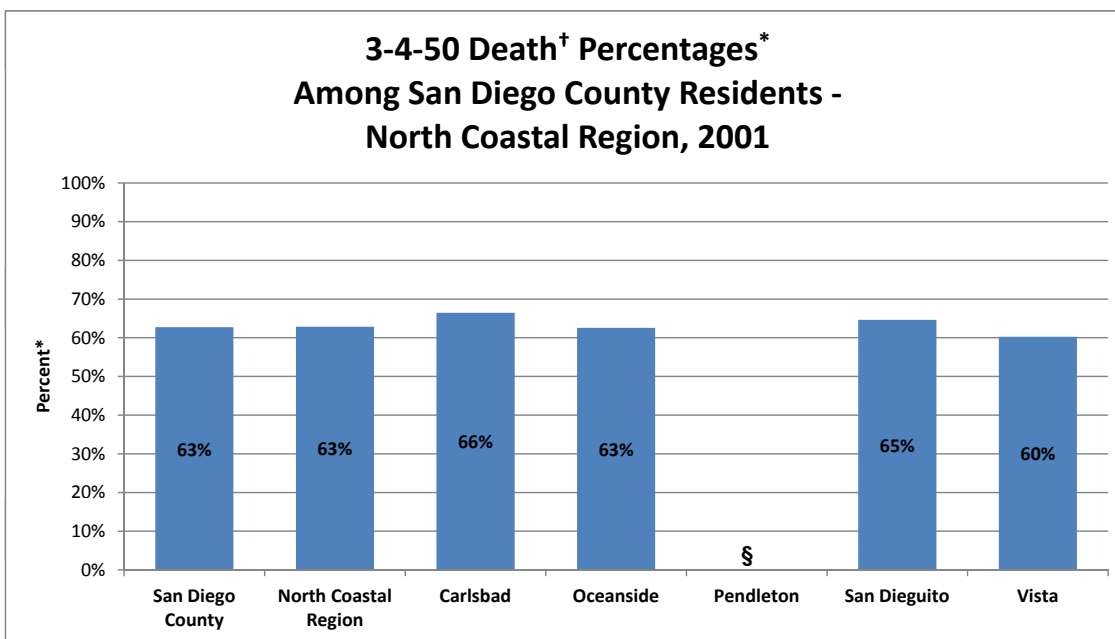 3-4-50 Death† Percentages*
Among San Diego County Residents -
North Coastal Region, 2001
100%
90%
80%
70%
60%
50%
40%
30%
20%
10%
0%
Percent*
63%
63%
66%
63%
§
65%
60%
San Diego County
North Coastal Region
Carlsbad
Oceanside
Pendleton
San Dieguito
Vista